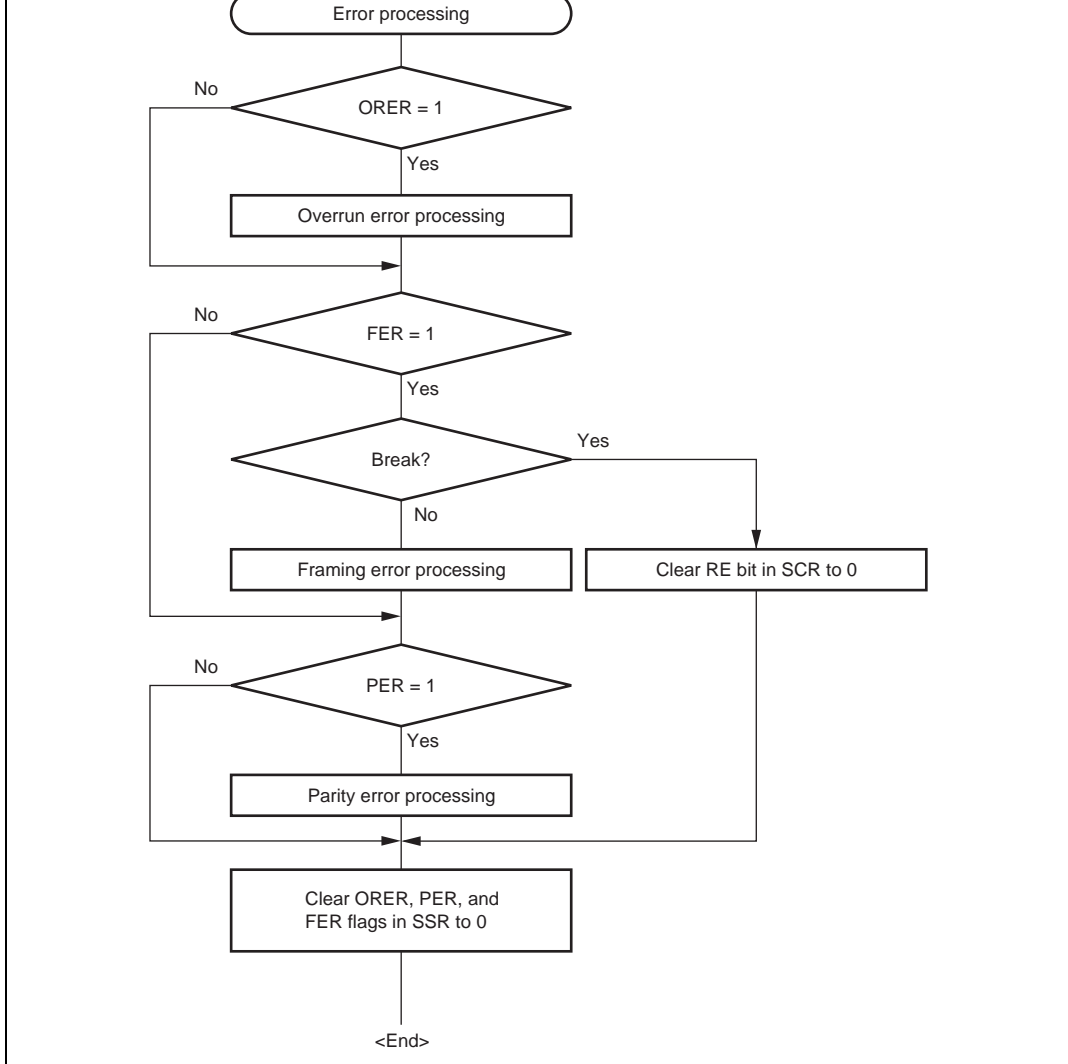 Error processing
No
ORER = 1
Yes
Overrun error processing
No
FER = 1
Yes
Yes
Break?
No
Framing error processing
Clear RE bit in SCR to 0
No
PER = 1
Yes
Parity error processing
Clear ORER, PER, and
FER flags in SSR to 0
<End>